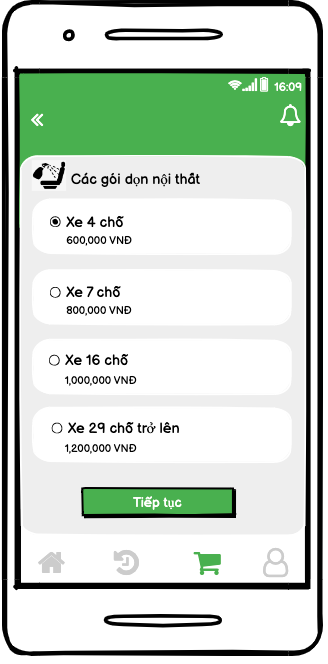 16:09
Các gói dọn nội thất
Xe 4 chỗ
600,000 VNĐ
Xe 7 chỗ
800,000 VNĐ
Xe 16 chỗ
1,000,000 VNĐ
Xe 29 chỗ trở lên
1,200,000 VNĐ
Tiếp tục